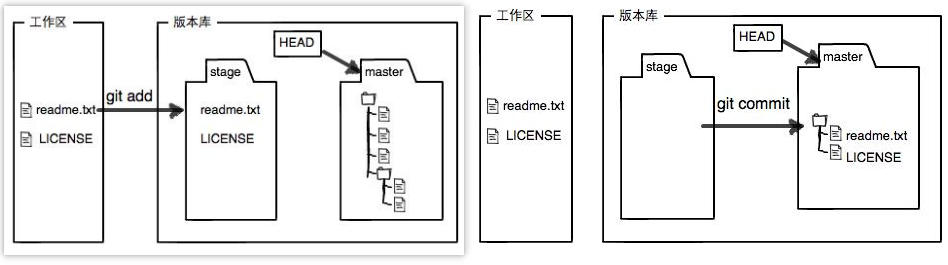 工作区
版本库
HEAD
stage
master
git add
readme.txt
readme.txt
LICENSE
LICENSE
工作区
版本库
HEAD
stage
master
readme.txt
git commit
LICENSE
readme.txt
LICENSE